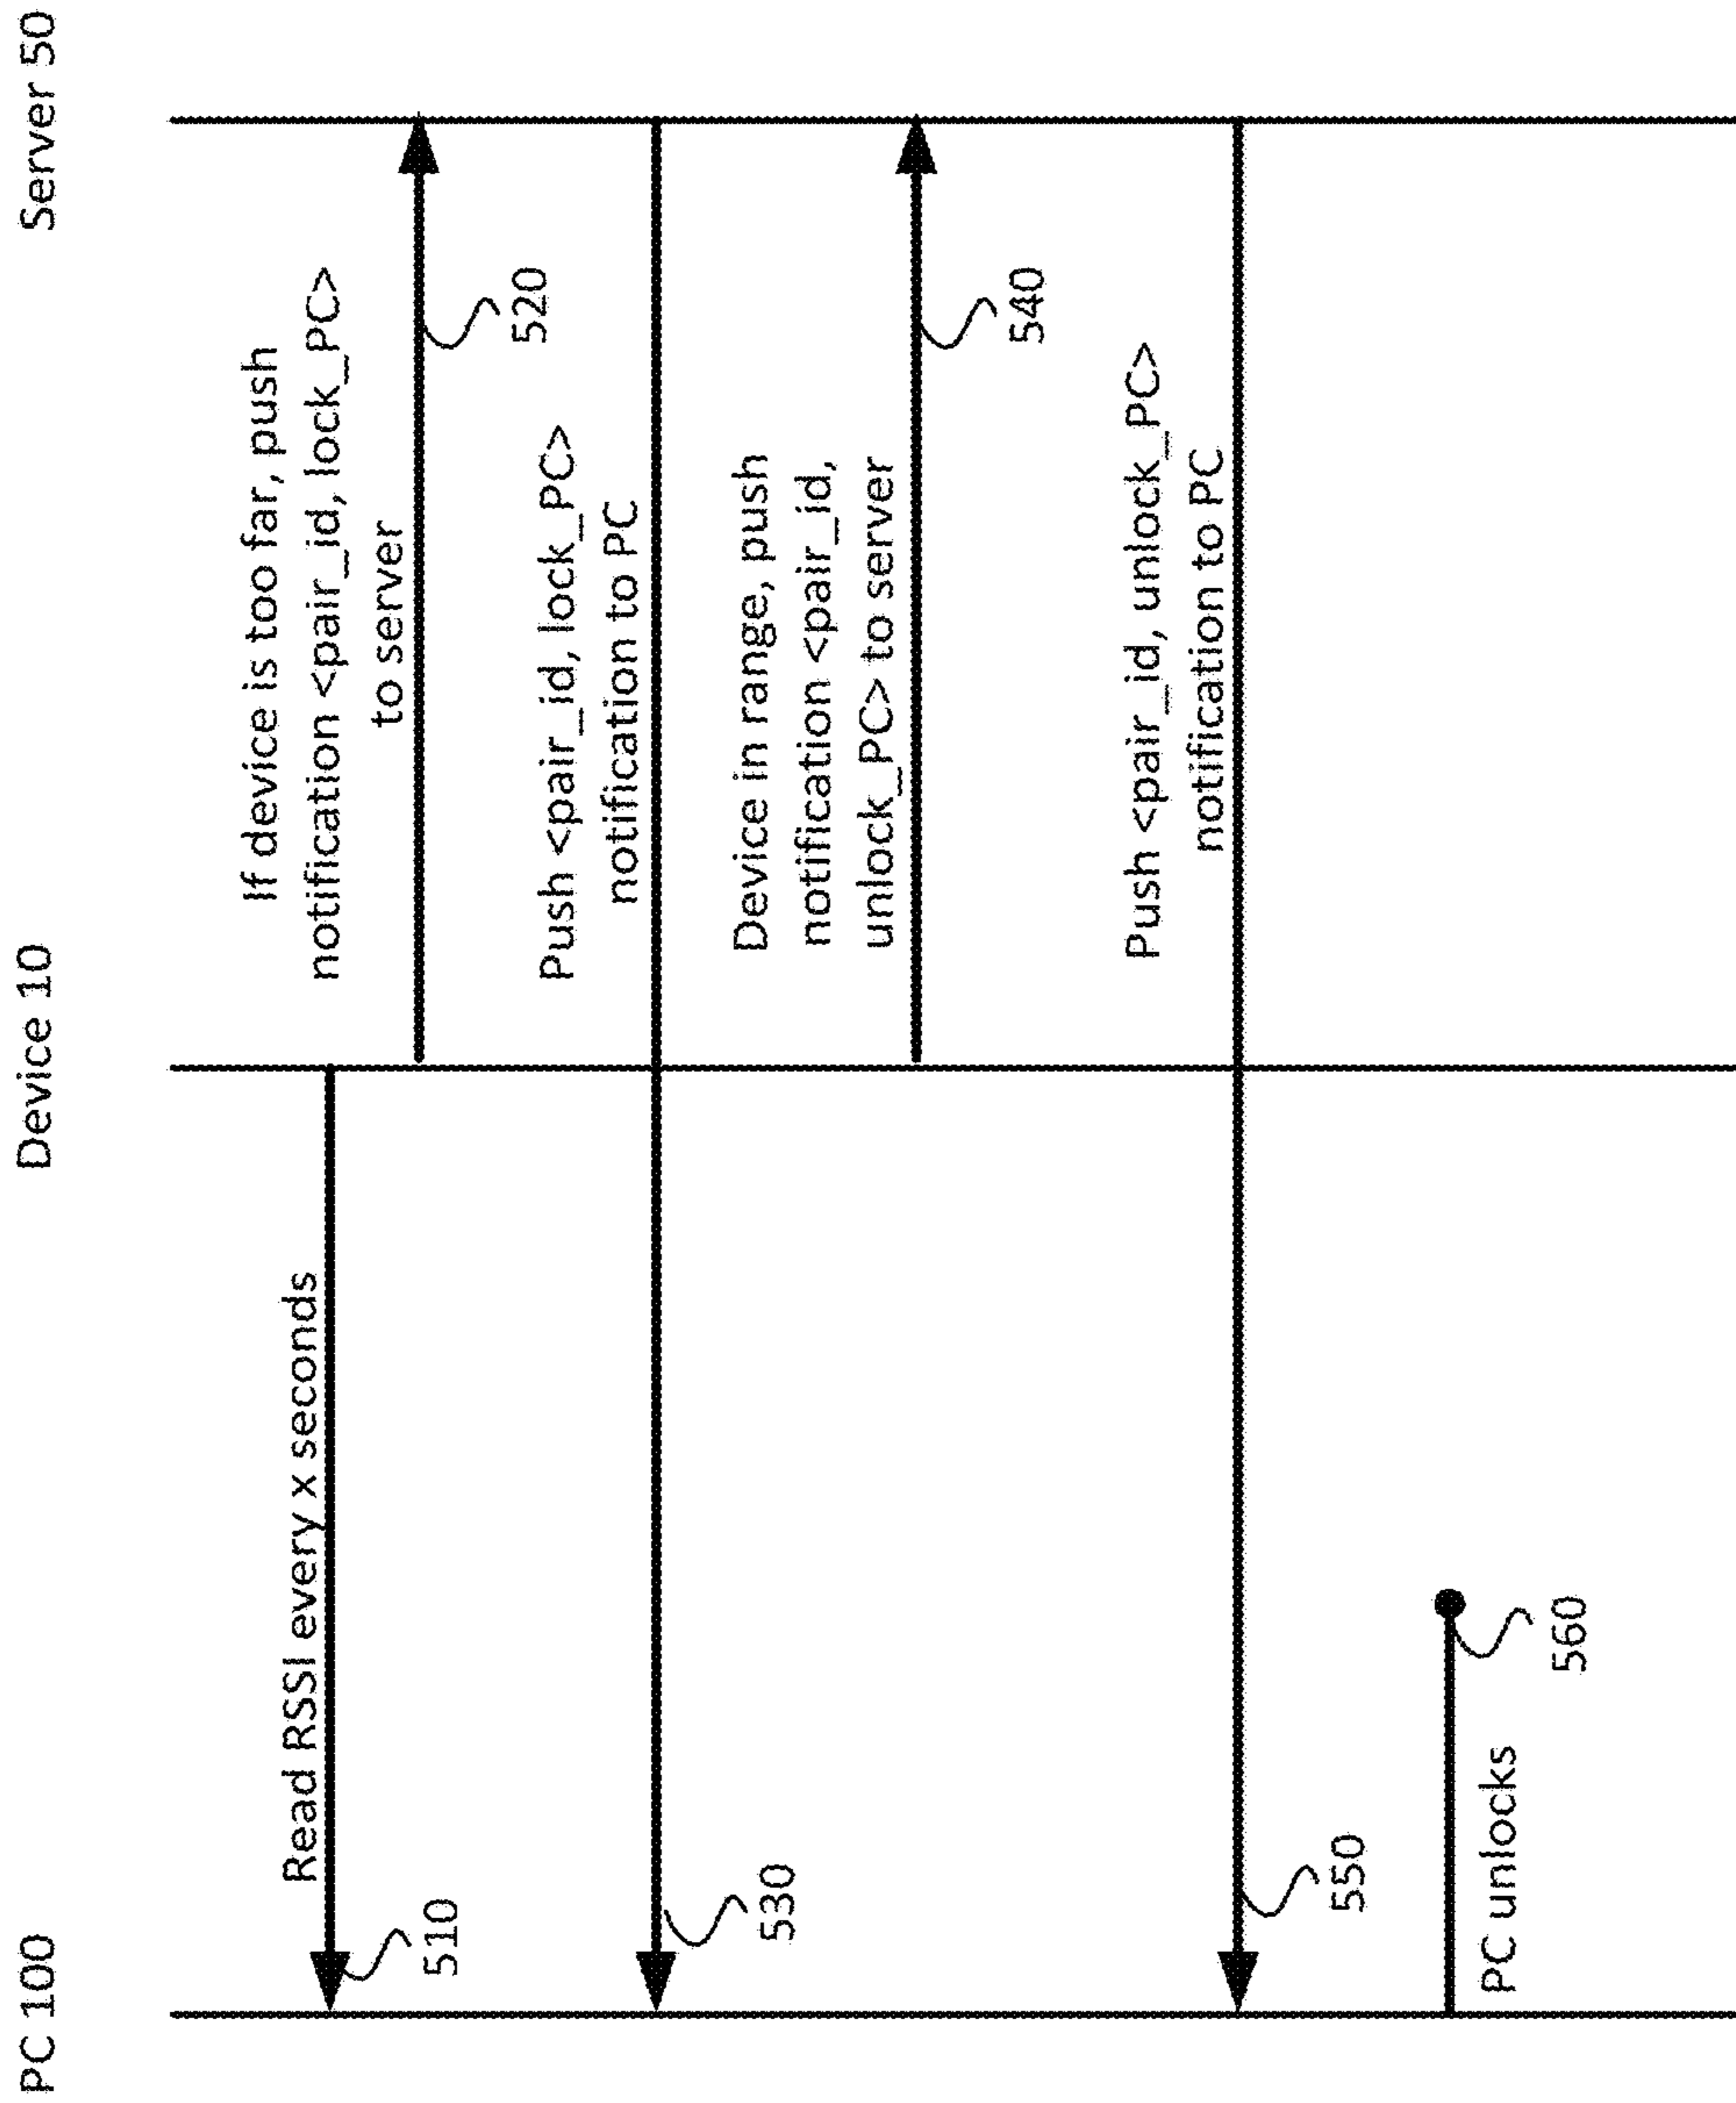 PC 100
Device 10
Server 50
Read RSSI every x seconds
510
If device is too far, push
notification <pair_id, lock_PC>
to server
520
Push <pair_id, lock_PC>
notification to PC
530
Device in range, push
notification <pair_id,
unlock_PC> to server
540
Push <pair_id, unlock_PC>
notification to PC
550
PC unlocks
560